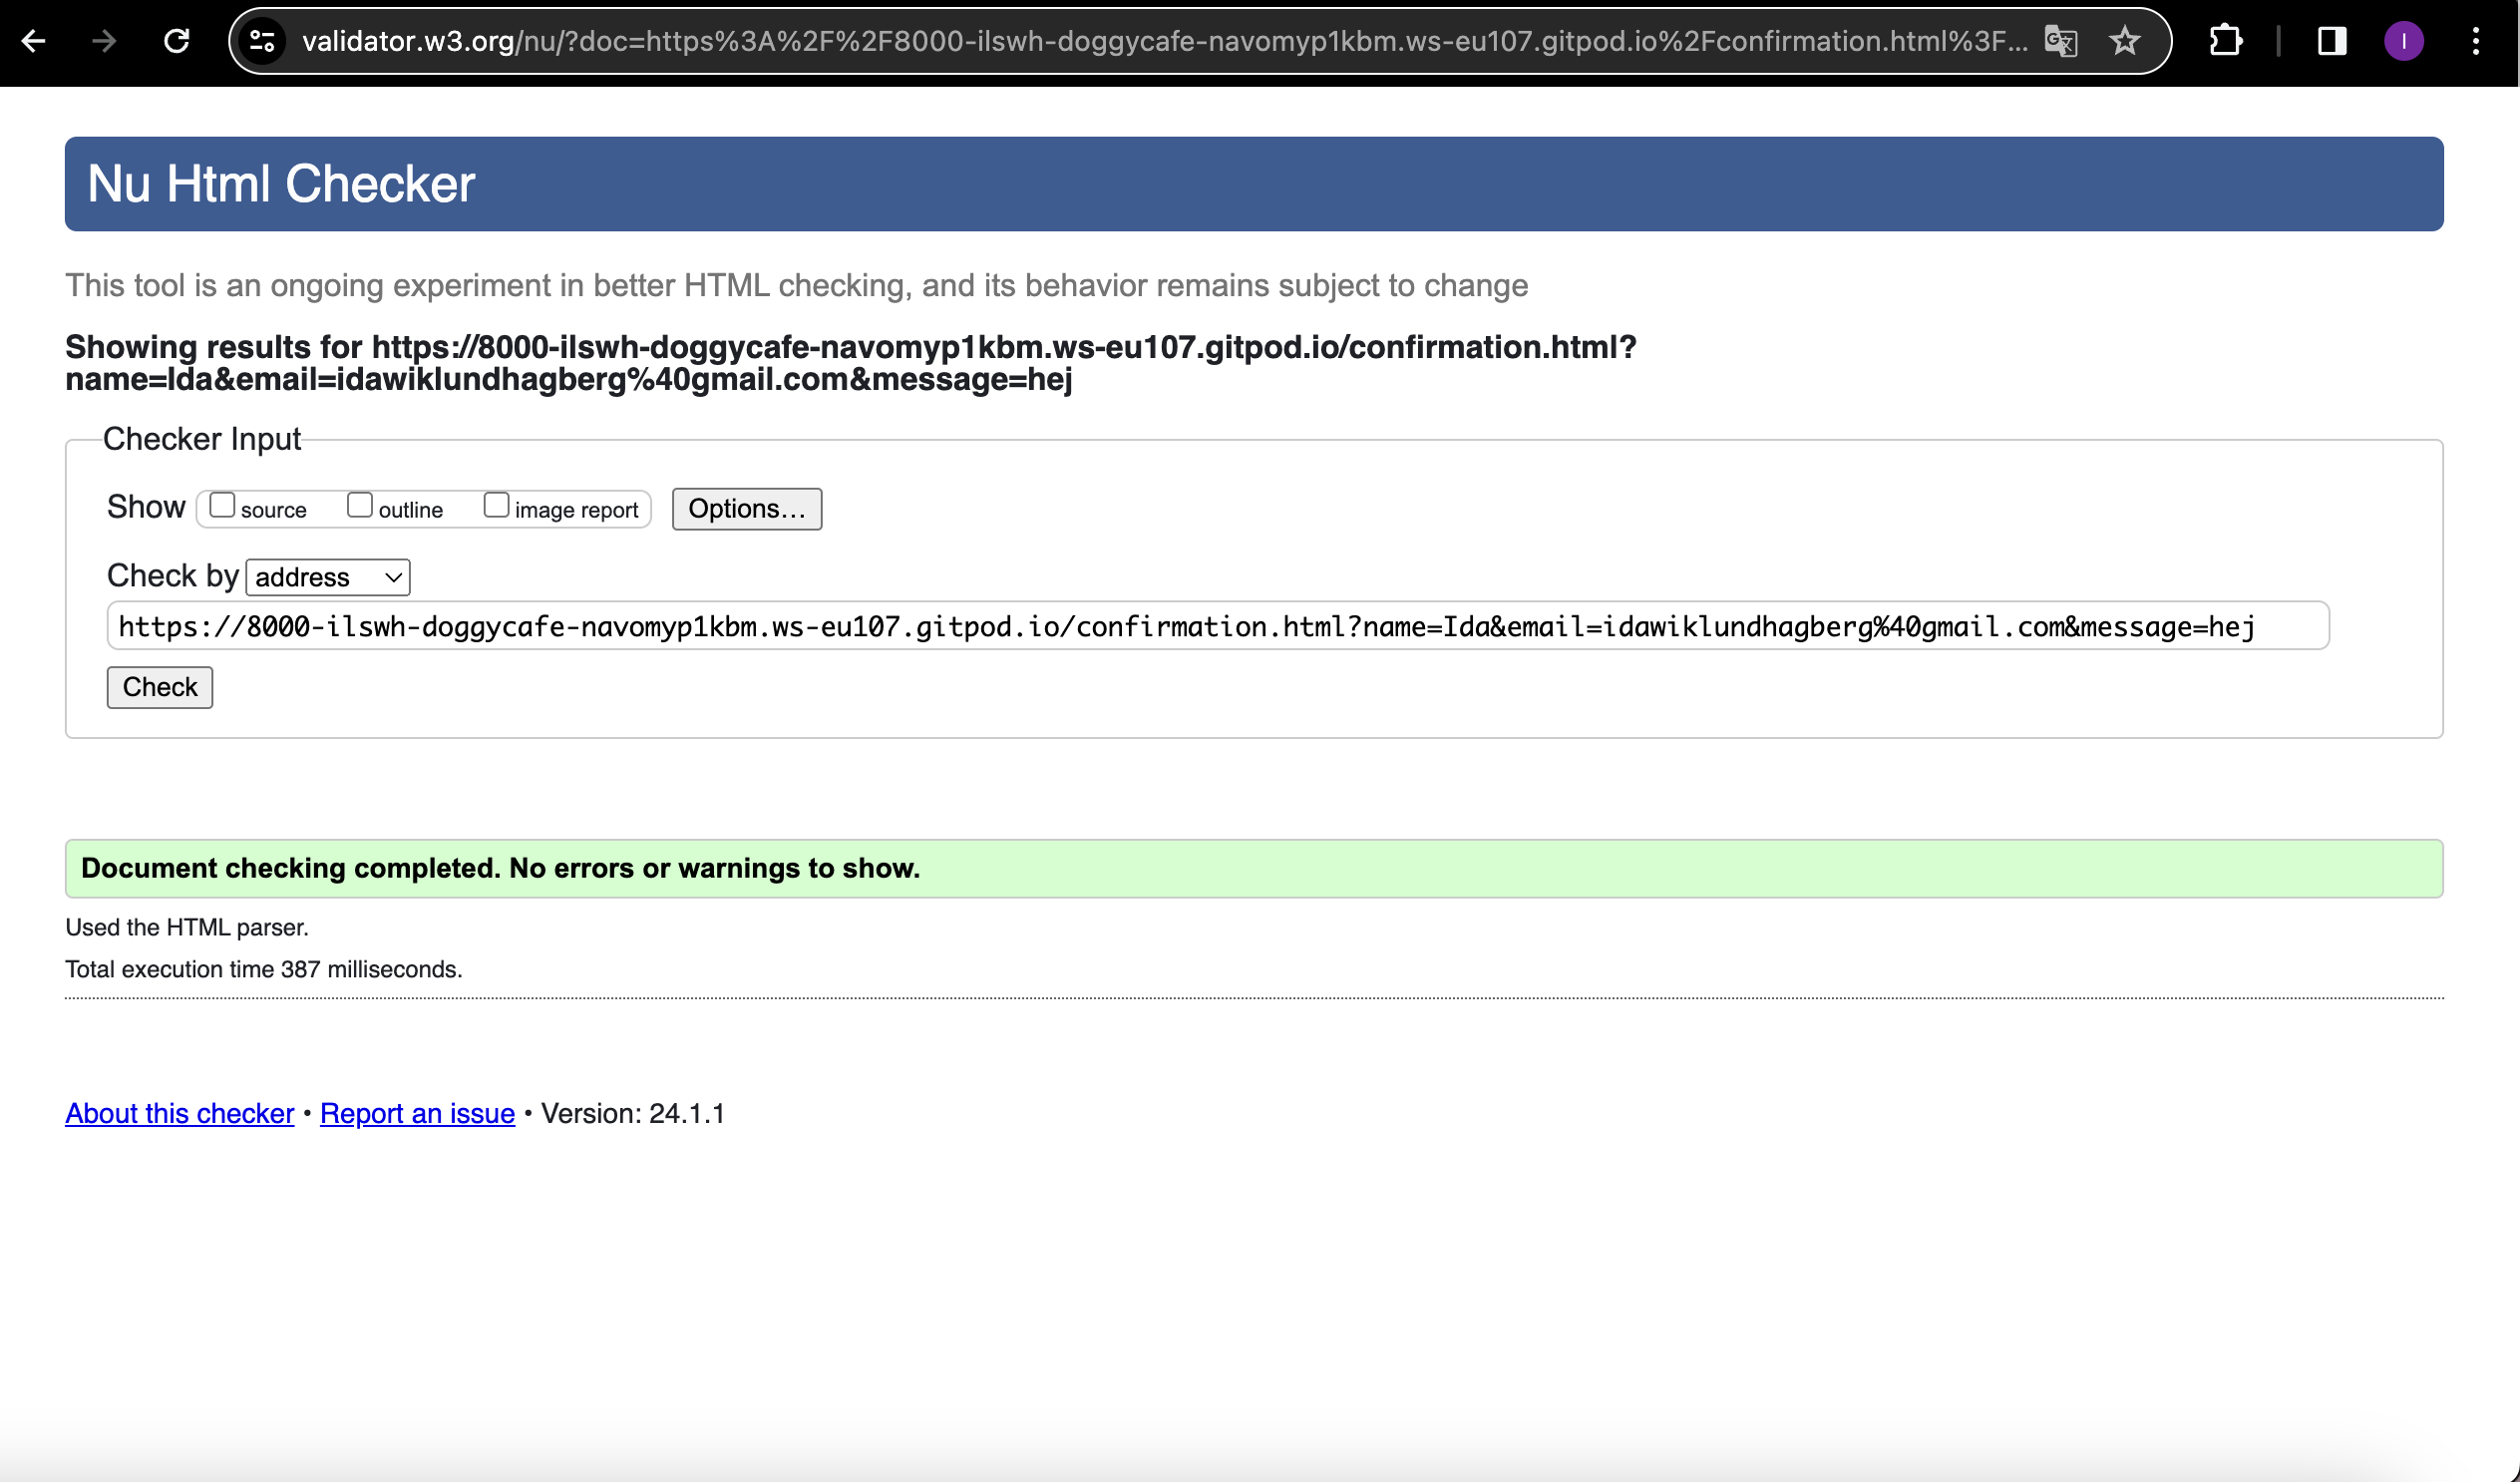 validator.w3.org/nu/?doc=https%3A%2F%2F8000-ilswh-doggycafe-navomyp1kbm.ws-eu107.gitpod.io%2Fconfirmation.html%3F...
I
Nu Html Checker
This tool is an ongoing experiment in better HTML checking, and its behavior remains subject to change
Showing results for https://8000-ilswh-doggycafe-navomyp1kbm.ws-eu107.gitpod.io/confirmation.html?
name=Ida&email=idawiklundhagberg%40gmail.com&message=hej
Checker Input
Show source outline image report Options...
Check by address
https://8000-ilswh-doggycafe-navomyp1kbm.ws-eu107.gitpod.io/confirmation.html?name=Ida&email=idawiklundhagberg%40gmail.com&message=hej
Check
Document checking completed. No errors or warnings to show.
Used the HTML parser.
Total execution time 387 milliseconds.
About this checker • Report an issue • Version: 24.1.1